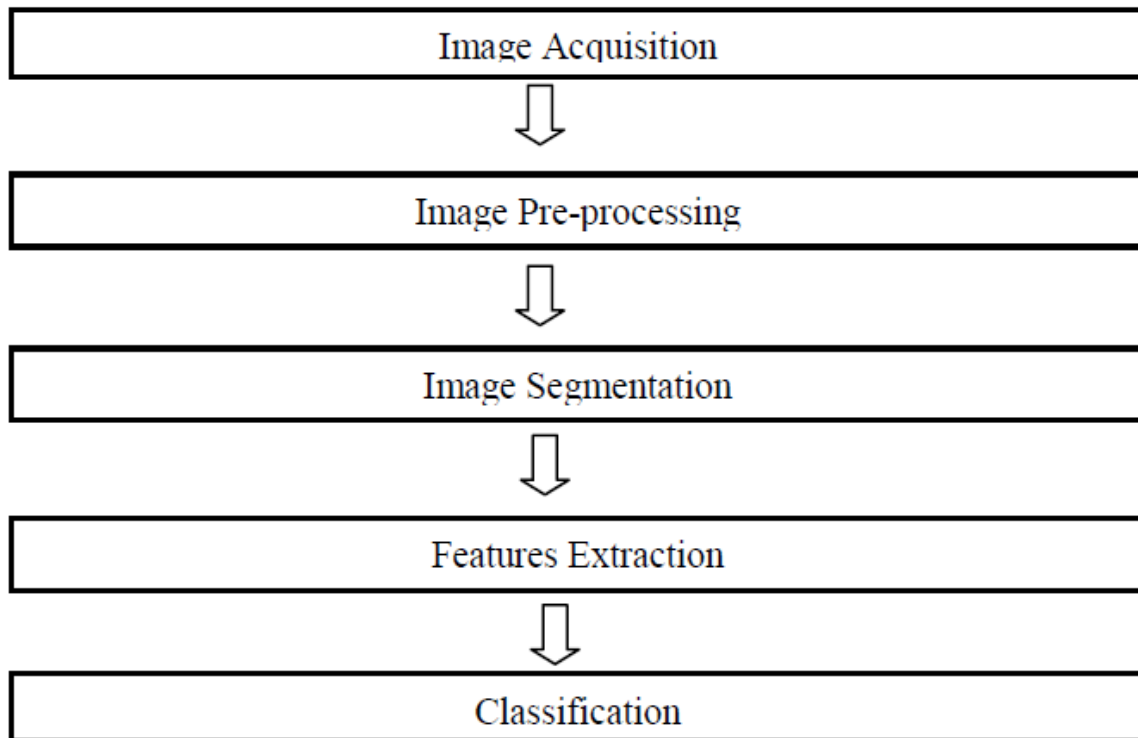 Image Acquisition
Image Pre-processing
Image Segmentation
Features Extraction
Classification